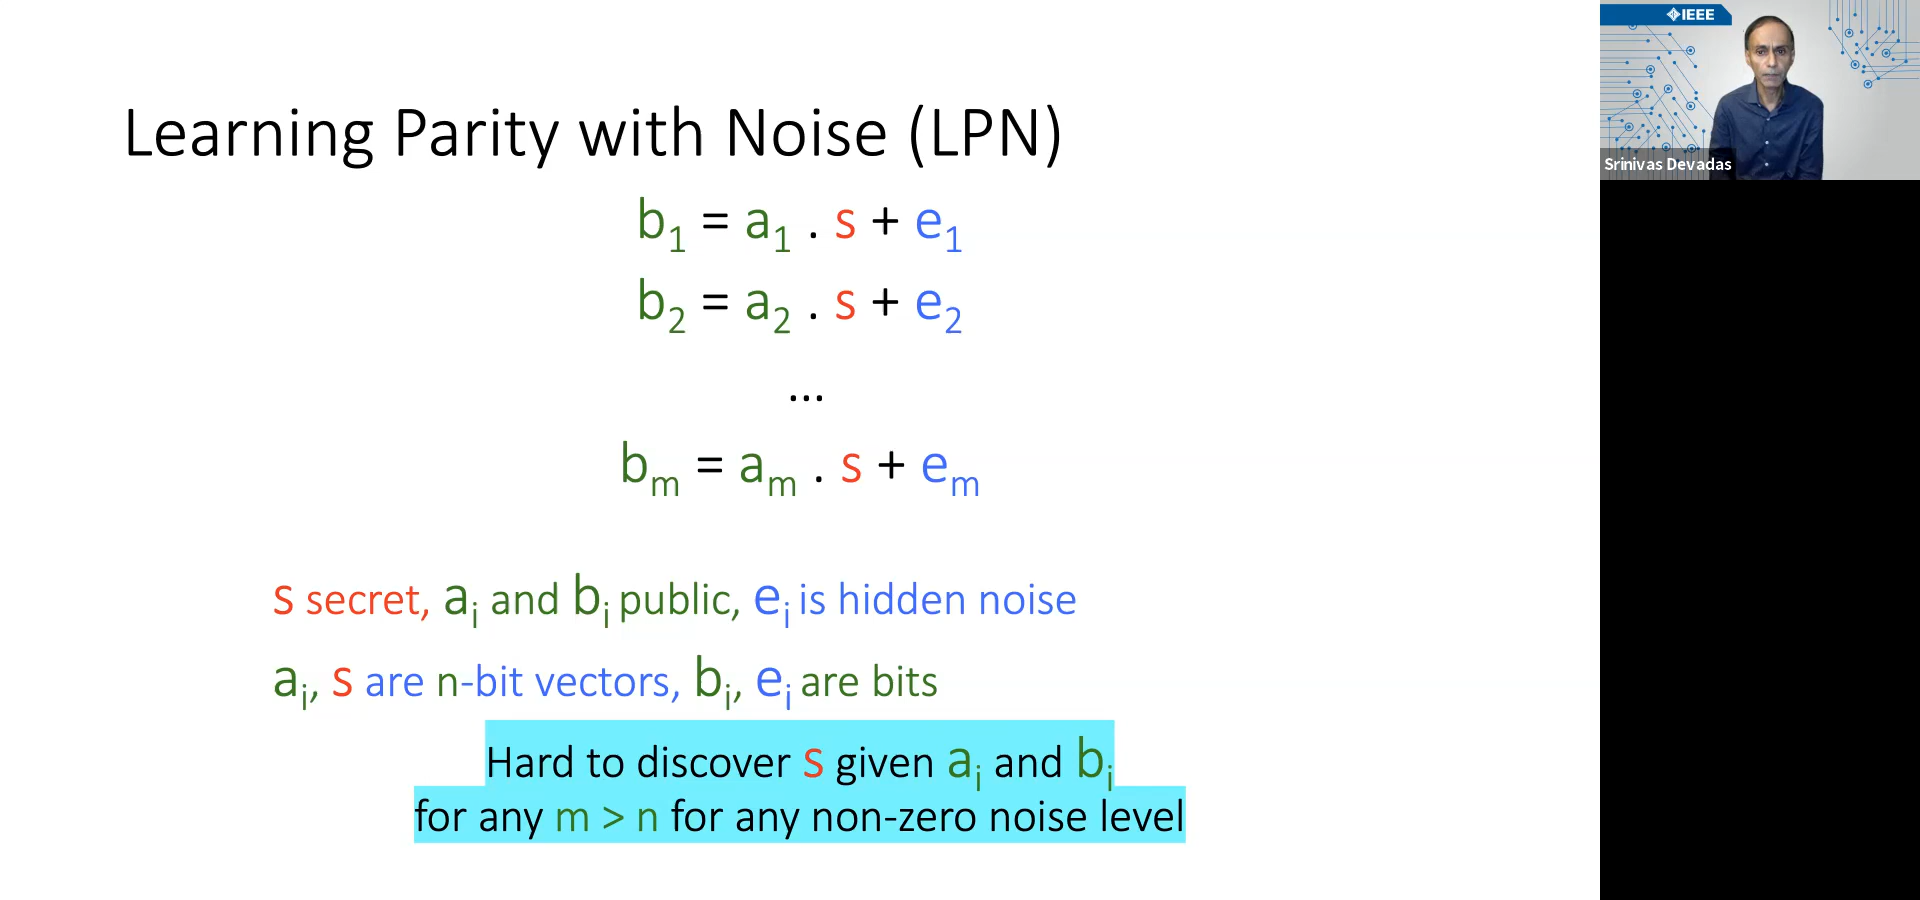 Learning Parity with Noise (LPN)
b₁ = a₁ . s + e₁
b₂ = a₂ . s + e₂
...
bₘ = aₘ . s + eₘ
s secret, aᵢ and bᵢ public, eᵢ is hidden noise
aᵢ, s are n-bit vectors, bᵢ, eᵢ are bits
Hard to discover s given aᵢ and bᵢ
for any m > n for any non-zero noise level
IEEE
Srinivas Devadas